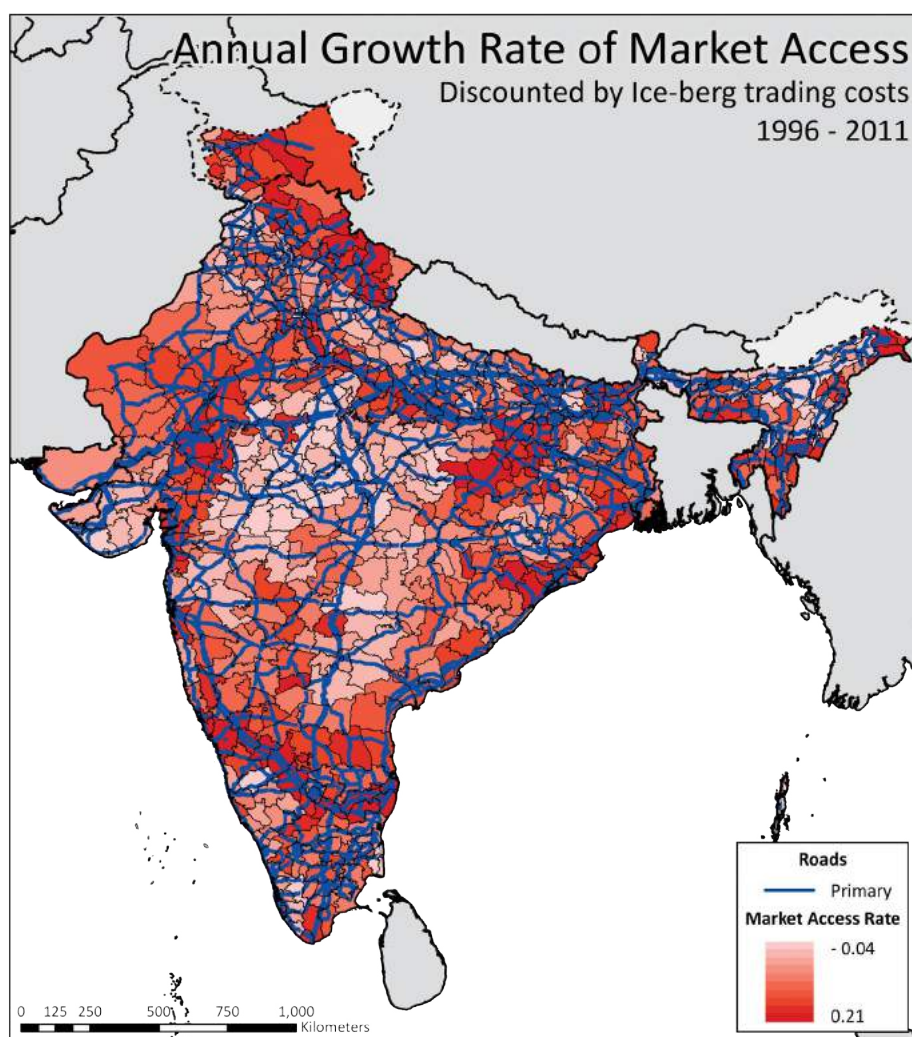 Annual Growth Rate of Market Access
Discounted by Ice-berg trading costs
1996 - 2011
Roads
Primary
Market Access Rate
- 0.04
0.21
0 125 250 500 750 1,000
Kilometers